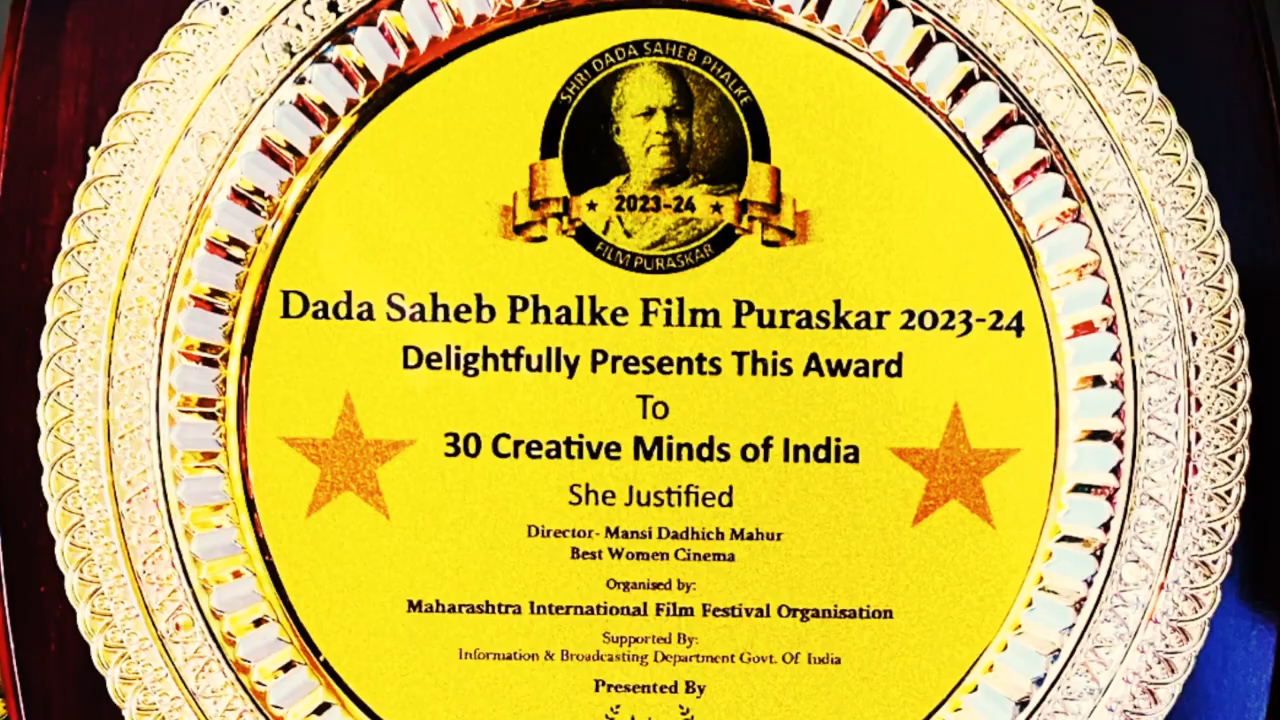 SHRI DADA SAHEB PHALKE
2023-24
FILM PURASKAR
Dada Saheb Phalke Film Puraskar 2023-24
Delightfully Presents This Award
To
30 Creative Minds of India
She Justified
Director- Mansi Dadhich Mahur
Best Women Cinema
Organised by:
Maharashtra International Film Festival Organisation
Supported By:
Information & Broadcasting Department Govt. Of India
Presented By